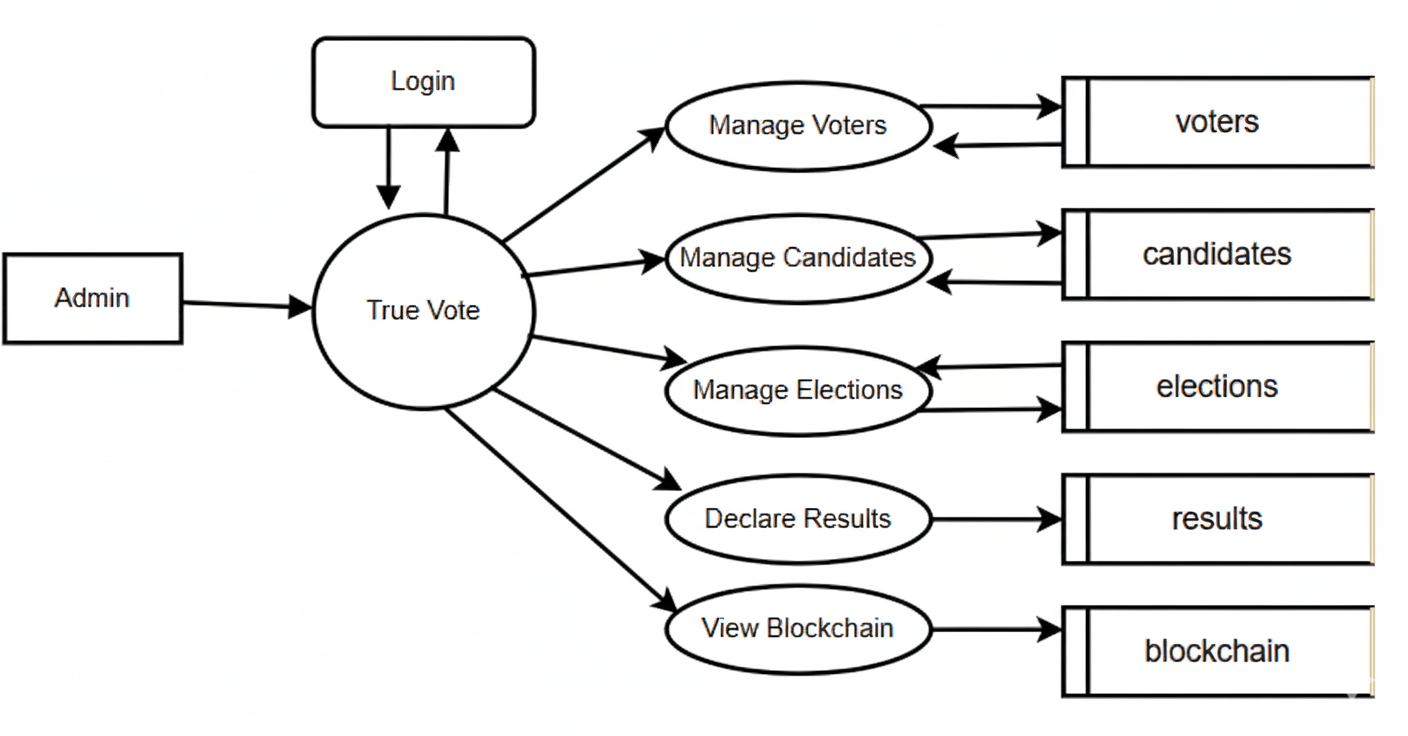 Login
Manage Voters
voters
Manage Candidates
candidates
Admin
True Vote
Manage Elections
elections
Declare Results
results
View Blockchain
blockchain